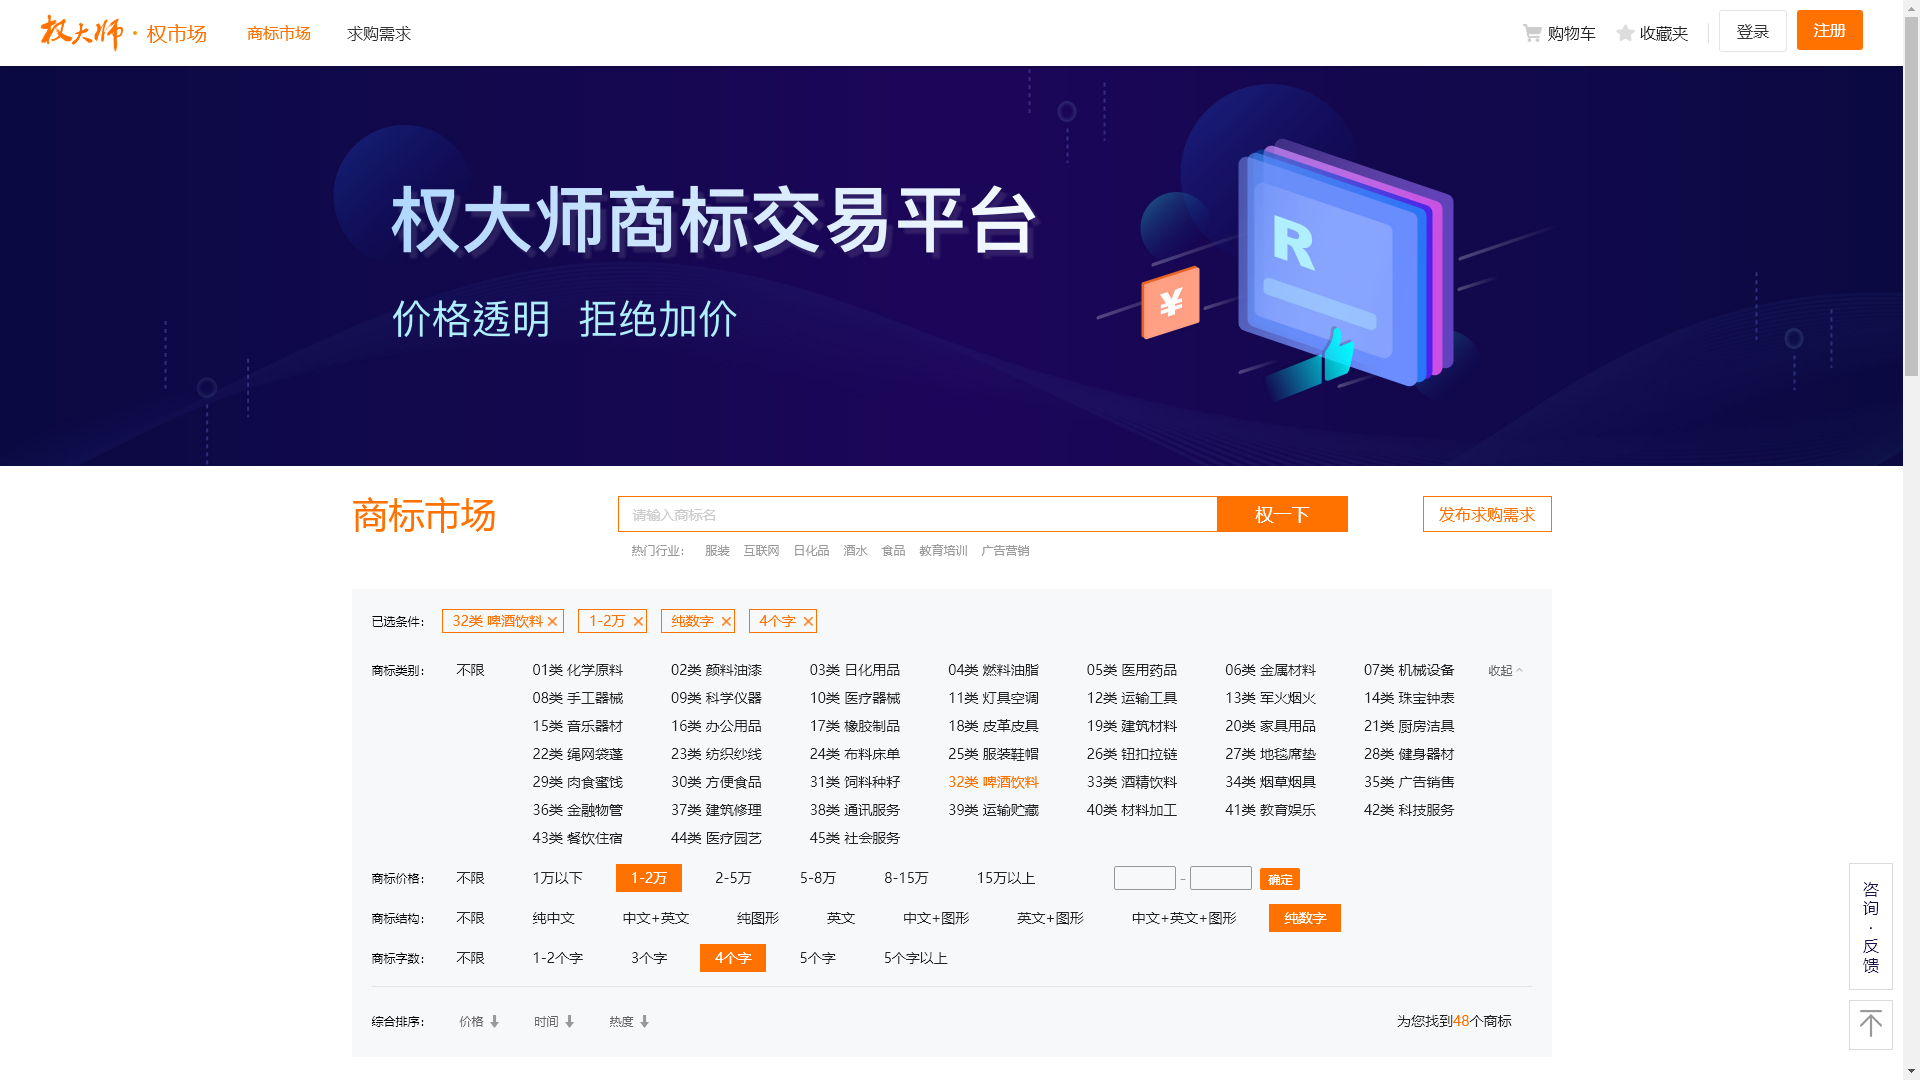 权大师·权市场 商标市场 求购需求 购物车 收藏夹 登录 注册
权大师商标交易平台
价格透明 拒绝加价
R
¥
商标市场 请输入商标名 权一下 发布求购需求
热门行业： 服装 互联网 日化品 酒水 食品 教育培训 广告营销
已选条件： 32类 啤酒饮料 1-2万 纯数字 4个字
商标类别： 不限 01类 化学原料 02类 颜料油漆 03类 日化用品 04类 燃料油脂 05类 医用药品 06类 金属材料 07类 机械设备 收起
08类 手工器械 09类 科学仪器 10类 医疗器械 11类 灯具空调 12类 运输工具 13类 军火烟火 14类 珠宝钟表
15类 音乐器材 16类 办公用品 17类 橡胶制品 18类 皮革皮具 19类 建筑材料 20类 家具用品 21类 厨房洁具
22类 绳网袋蓬 23类 纺织纱线 24类 布料床单 25类 服装鞋帽 26类 钮扣拉链 27类 地毯席垫 28类 健身器材
29类 肉食蜜饯 30类 方便食品 31类 饲料种籽 32类 啤酒饮料 33类 酒精饮料 34类 烟草烟具 35类 广告销售
36类 金融物管 37类 建筑修理 38类 通讯服务 39类 运输贮藏 40类 材料加工 41类 教育娱乐 42类 科技服务
43类 餐饮住宿 44类 医疗园艺 45类 社会服务
商标价格： 不限 1万以下 1-2万 2-5万 5-8万 8-15万 15万以上 - 确定
商标结构： 不限 纯中文 中文+英文 纯图形 英文 中文+图形 英文+图形 中文+英文+图形 纯数字
商标字数： 不限 1-2个字 3个字 4个字 5个字 5个字以上
综合排序： 价格 时间 热度 为您找到48个商标
咨询·反馈